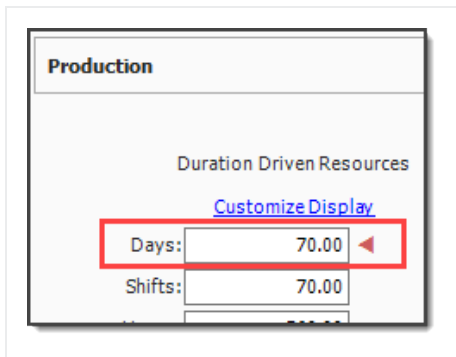 Production
Duration Driven Resources
Customize Display
Days: 70.00
Shifts: 70.00